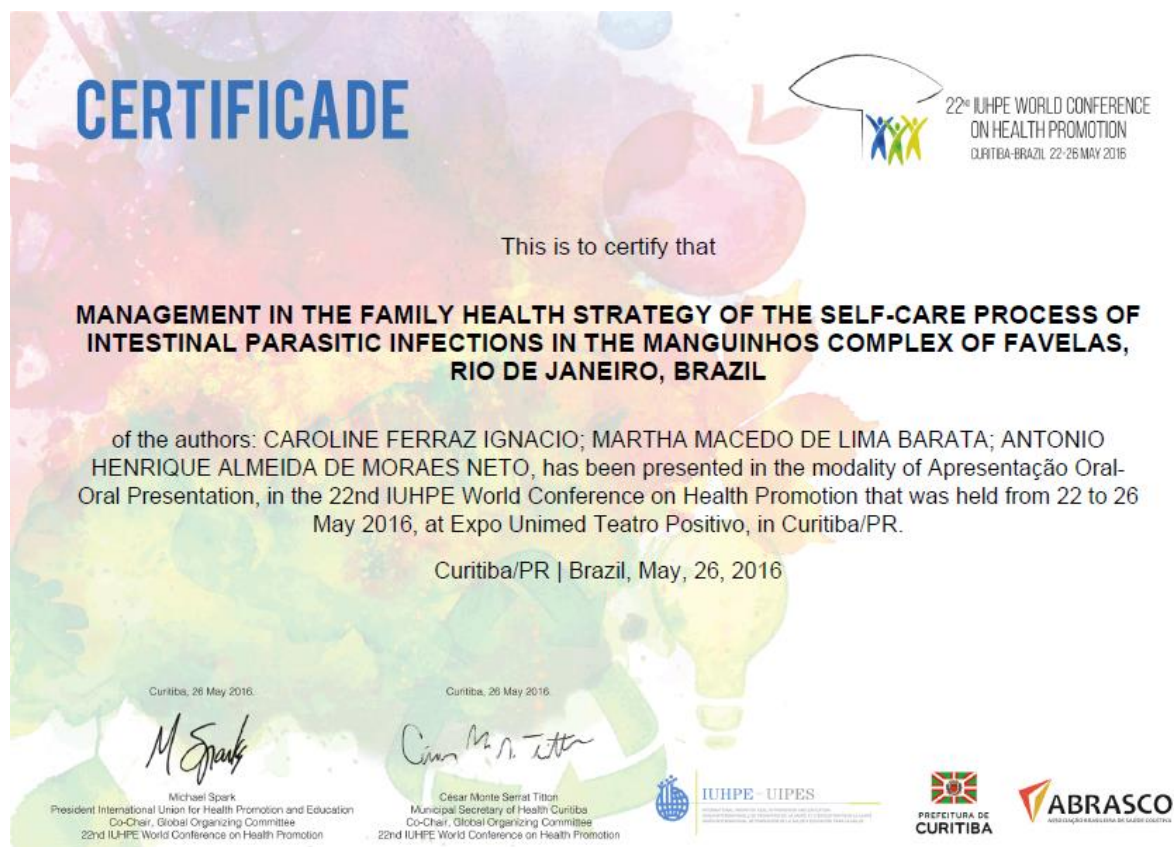 CERTIFICADE
22nd IUHPE WORLD CONFERENCE
ON HEALTH PROMOTION
CURITIBA-BRAZIL 22-26 MAY 2016
This is to certify that
MANAGEMENT IN THE FAMILY HEALTH STRATEGY OF THE SELF-CARE PROCESS OF
INTESTINAL PARASITIC INFECTIONS IN THE MANGUINHOS COMPLEX OF FAVELAS,
RIO DE JANEIRO, BRAZIL
of the authors: CAROLINE FERRAZ IGNACIO; MARTHA MACEDO DE LIMA BARATA; ANTONIO
HENRIQUE ALMEIDA DE MORAES NETO, has been presented in the modality of Apresentação Oral-
Oral Presentation, in the 22nd IUHPE World Conference on Health Promotion that was held from 22 to 26
May 2016, at Expo Unimed Teatro Positivo, in Curitiba/PR.
Curitiba/PR | Brazil, May, 26, 2016
Curitiba, 26 May 2016.
M Spark
Michael Spark
President International Union for Health Promotion and Education
Co-Chair, Global Organizing Committee
22nd IUHPE World Conference on Health Promotion
Curitiba, 26 May 2016.
César Monte Serrat Titton
Municipal Secretary of Health Curitiba
Co-Chair, Global Organizing Committee
22nd IUHPE World Conference on Health Promotion
IUHPE - UIPES
PREFEITURA DE
CURITIBA
ABRASCO
ASSOCIAÇÃO BRASILEIRA DE SAÚDE COLETIVA